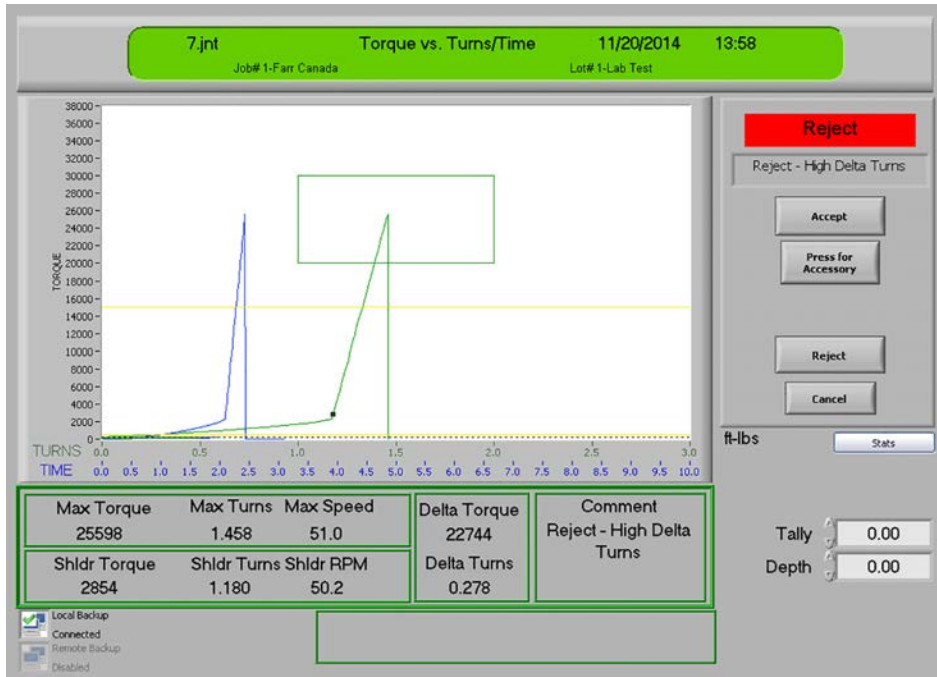 7.jnt Torque vs. Turns/Time 11/20/2014 13:58
Job# 1-Farr Canada Lot# 1-Lab Test
Reject
Reject - High Delta Turns
Accept
Press for
Accessory
Reject
Cancel
ft-lbs
Stats
Tally 0.00
Depth 0.00
TORQUE
38000
36000
34000
32000
30000
28000
26000
24000
22000
20000
18000
16000
14000
12000
10000
8000
6000
4000
2000
0
TURNS 0.0 0.5 1.0 1.5 2.0 2.5 3.0
TIME 0.0 0.5 1.0 1.5 2.0 2.5 3.0 3.5 4.0 4.5 5.0 5.5 6.0 6.5 7.0 7.5 8.0 8.5 9.0 9.5 10.0
Max Torque Max Turns Max Speed
25598 1.458 51.0
Shldr Torque Shldr Turns Shldr RPM
2854 1.180 50.2
Delta Torque
22744
Delta Turns
0.278
Comment
Reject - High Delta
Turns
Local Backup
Connected
Remote Backup
Disabled